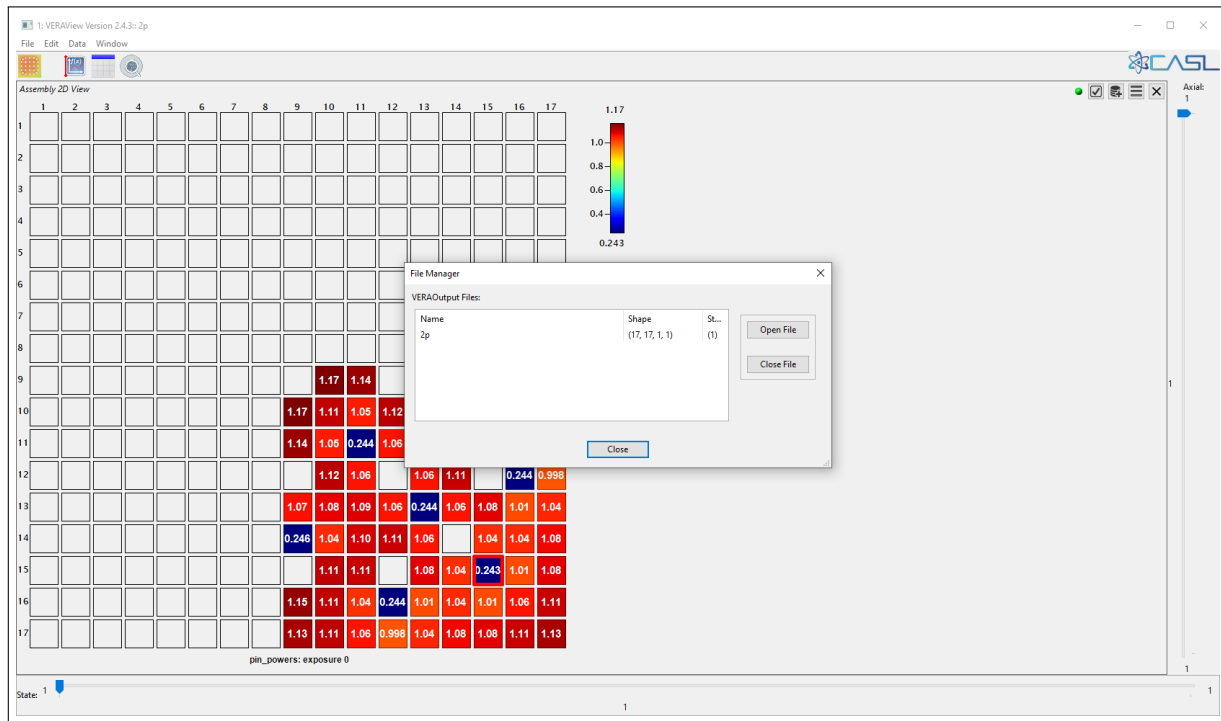 1: VERAView Version 2.4.3:: 2p
File Edit Data Window
CASL
Assembly 2D View
Axial:
1
1 2 3 4 5 6 7 8 9 10 11 12 13 14 15 16 17
1.17
1.0
0.8
0.6
0.4
0.243
1
2
3
4
5
6
7
8
9 1.17 1.14
10 1.17 1.11 1.05 1.12
11 1.14 1.05 0.244 1.06
12 1.12 1.06 1.06 1.11 0.244 0.998
13 1.07 1.08 1.09 1.06 0.244 1.06 1.08 1.01 1.04
14 0.246 1.04 1.10 1.11 1.06 1.04 1.04 1.08
15 1.11 1.11 1.08 1.04 0.243 1.01 1.08
16 1.15 1.11 1.04 0.244 1.01 1.04 1.01 1.06 1.11
17 1.13 1.11 1.06 0.998 1.04 1.08 1.08 1.11 1.13
pin_powers: exposure 0
File Manager
VERAOutput Files:
Name Shape St...
2p (17, 17, 1, 1) (1)
Open File
Close File
Close
1
1
State: 1 1
1